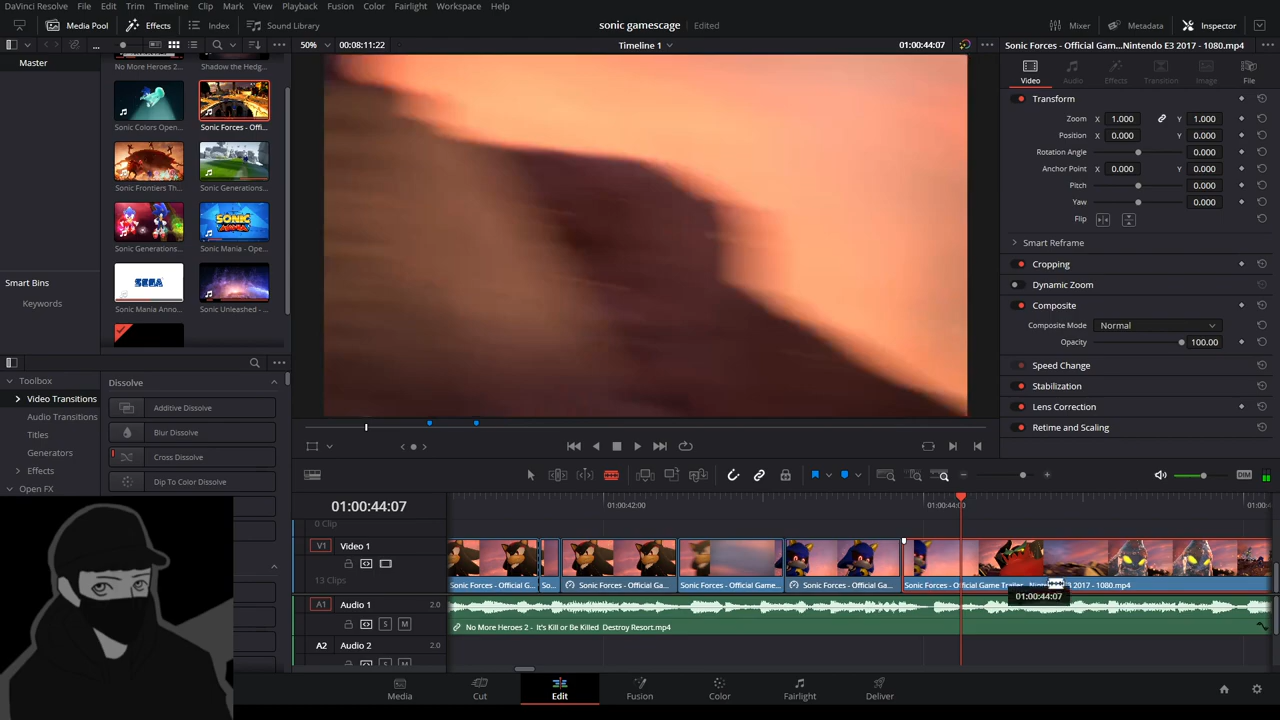 DaVinci Resolve File Edit Trim Timeline Clip Mark View Playback Fusion Color Fairlight Workspace Help
Media Pool Effects Index Sound Library sonic gamescage Edited Mixer Metadata Inspector
... 50% 00:08:11:22 Timeline 1 01:00:44:07 Sonic Forces - Official Gam...Nintendo E3 2017 - 1080.mp4
Master
No More Heroes 2... Shadow the Hedg...
Video Audio Effects Transition Image File
Transform
Sonic Colors Open... Sonic Forces - Offi...
Zoom X 1.000 Y 1.000
Position X 0.000 Y 0.000
Rotation Angle 0.000
Anchor Point X 0.000 Y 0.000
Sonic Frontiers Th... Sonic Generations...
Pitch 0.000
Yaw 0.000
Flip
SONIC MANIA
Sonic Generations... Sonic Mania - Ope...
Smart Reframe
Cropping
Smart Bins
SEGA
Dynamic Zoom
Keywords
Sonic Mania Anno... Sonic Unleashed - ...
Composite
Composite Mode Normal
Opacity 100.00
Speed Change
Toolbox Dissolve
Stabilization
Video Transitions
Additive Dissolve
Lens Correction
Audio Transitions
Titles
Blur Dissolve
Retime and Scaling
Generators
Cross Dissolve
Effects
Dip To Color Dissolve
Open FX
DIM
01:00:44:07
01:00:42:00 01:00:44:00 01:00:4
0 Clip
V1 Video 1
13 Clips
Sonic Forces - Official G... So... Sonic Forces - Official Ga... Sonic Forces - Official Game... Sonic Forces - Official Ga... Sonic Forces - Official Game Trailer
E3 2017 - 1080.mp4
01:00:44:07
A1 Audio 1 2.0
S M
No More Heroes 2 - It's Kill or Be Killed Destroy Resort.mp4
A2 Audio 2 2.0
Media Cut Edit Fusion Color Fairlight Deliver